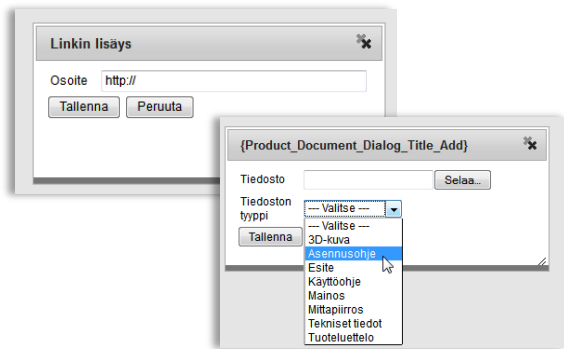 Linkin lisäys
Osoite http://
Tallenna Peruuta
{Product_Document_Dialog_Title_Add}
Tiedosto Selaa...
Tiedoston
tyyppi --- Valitse ---
Tallenna
--- Valitse ---
3D-kuva
Asennusohje
Esite
Käyttöohje
Mainos
Mittapiirros
Tekniset tiedot
Tuoteluettelo